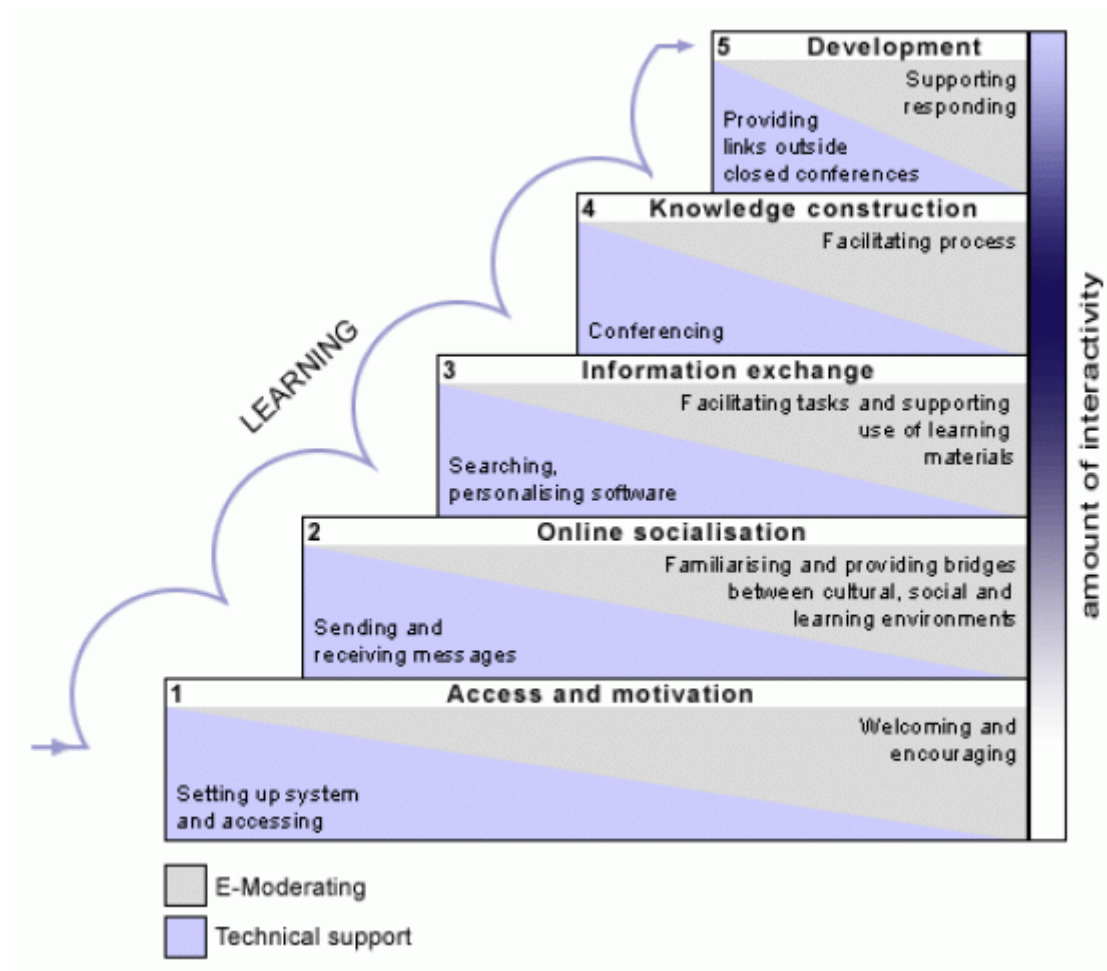 5 Development
Supporting
responding
Providing
links outside
closed conferences
4 Knowledge construction
Facilitating process
Conferencing
3 Information exchange
Facilitating tasks and supporting
use of learning
materials
Searching,
personalising software
2 Online socialisation
Familiarising and providing bridges
between cultural, social and
learning environments
Sending and
receiving messages
1 Access and motivation
Welcoming and
encouraging
Setting up system
and accessing
LEARNING
amount of interactivity
E-Moderating
Technical support